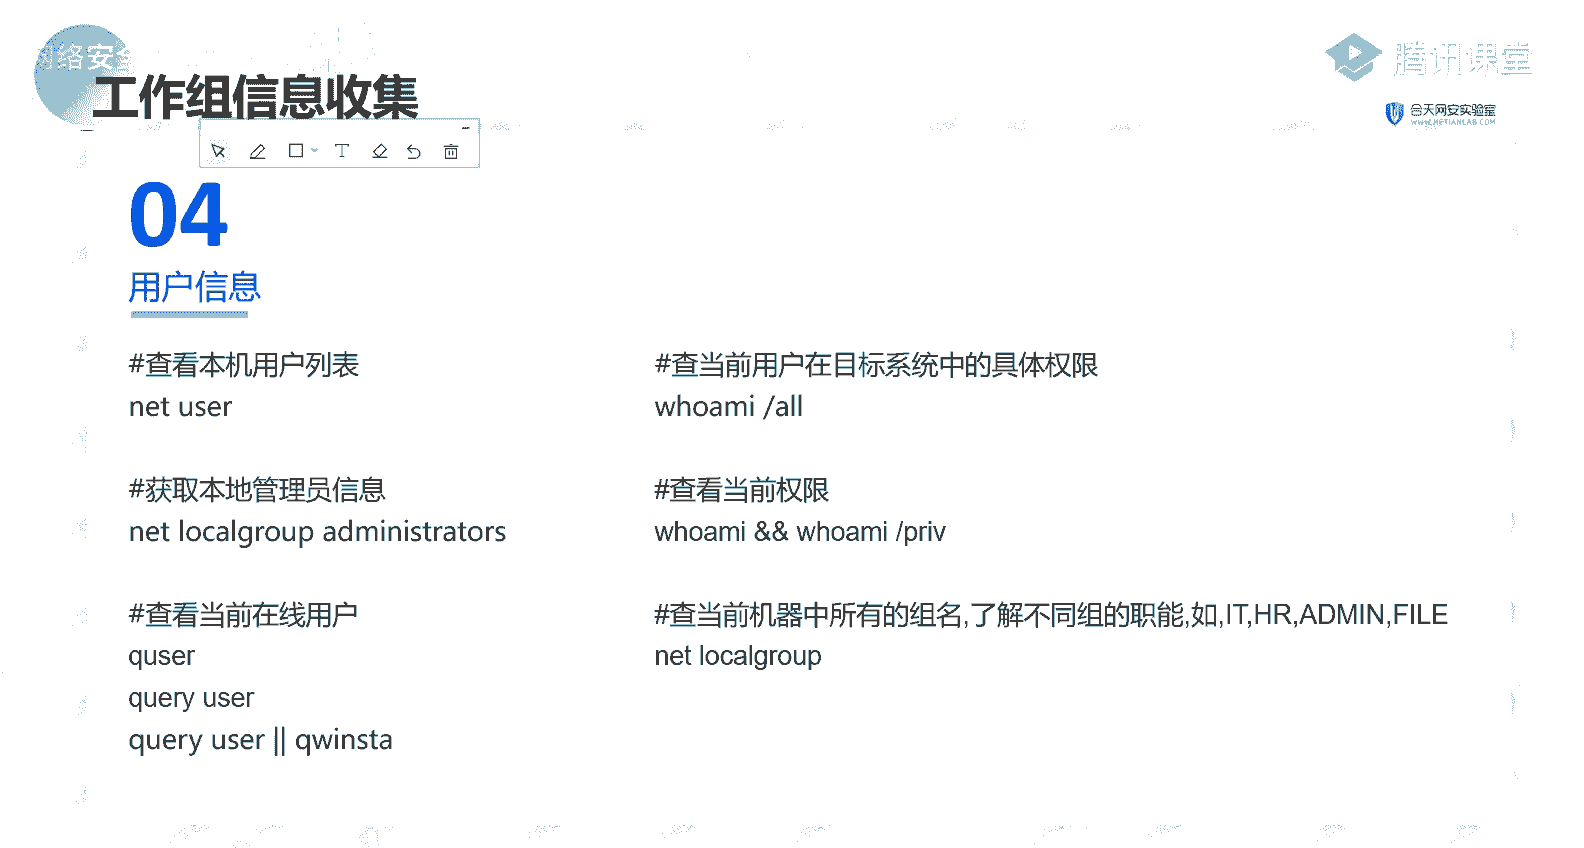 网络安全
工作组信息收集
腾讯课堂
合天网安实验室
WWW.HETIANLAB.COM
04
用户信息
#查看本机用户列表
net user
#获取本地管理员信息
net localgroup administrators
#查看当前在线用户
quser
query user
query user || qwinsta
#查当前用户在目标系统中的具体权限
whoami /all
#查看当前权限
whoami && whoami /priv
#查当前机器中所有的组名,了解不同组的职能,如,IT,HR,ADMIN,FILE
net localgroup